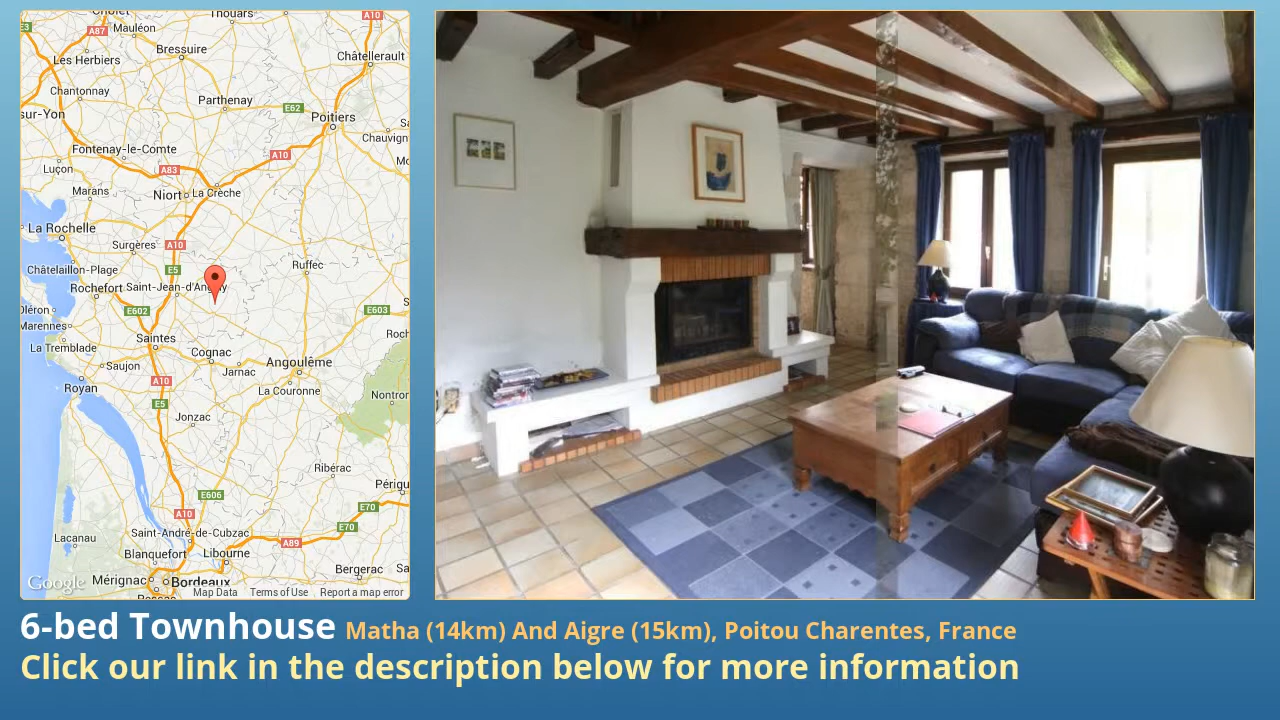 Cholet
Thouars
A10
E3
A87
Mauléon
Bressuire
Les Herbiers
Châtellerault
Chantonnay
Parthenay
E62
sur-Yon
Poitiers
Chauvign
Fontenay-le-Comte
A10
Luçon
A83
Marans
Niort
La Crèche
La Rochelle
Surgères
A10
Châtelaillon-Plage
E5
Ruffec
Rochefort
Saint-Jean-d'Angély
Oléron
E602
E603
Marennes
Saintes
La Tremblade
Cognac
Saujon
Jarnac
Angoulême
Royan
A10
La Couronne
E5
Nontron
Jonzac
Ribérac
E606
Périgu
A10
E70
Saint-André-de-Cubzac
E70
Lacanau
A89
Blanquefort
Libourne
Bergerac
Mérignac
Bordeaux
Google
Map Data
Terms of Use
Report a map error
6-bed Townhouse Matha (14km) And Aigre (15km), Poitou Charentes, France
Click our link in the description below for more information